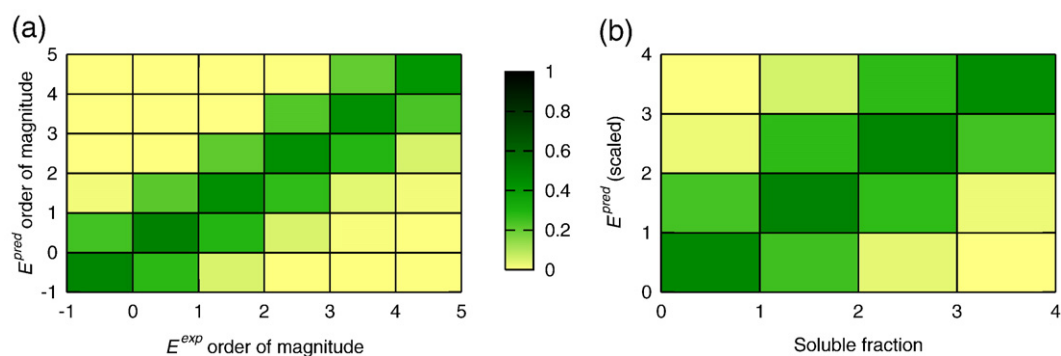 (a)
5
4
3
2
1
0
-1
-1 0 1 2 3 4 5
E^pred order of magnitude
E^exp order of magnitude
1
0.8
0.6
0.4
0.2
0
(b)
4
3
2
1
0
0 1 2 3 4
E^pred (scaled)
Soluble fraction